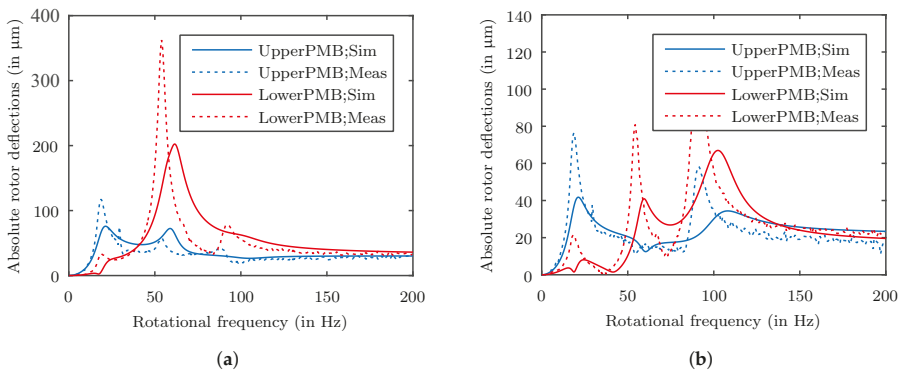 400
300
200
100
0
0
50
100
150
200
Absolute rotor deflections (in µm)
Rotational frequency (in Hz)
UpperPMB;Sim
UpperPMB;Meas
LowerPMB;Sim
LowerPMB;Meas
(a)
140
120
100
80
60
40
20
0
0
50
100
150
200
Absolute rotor deflections (in µm)
Rotational frequency (in Hz)
UpperPMB;Sim
UpperPMB;Meas
LowerPMB;Sim
LowerPMB;Meas
(b)